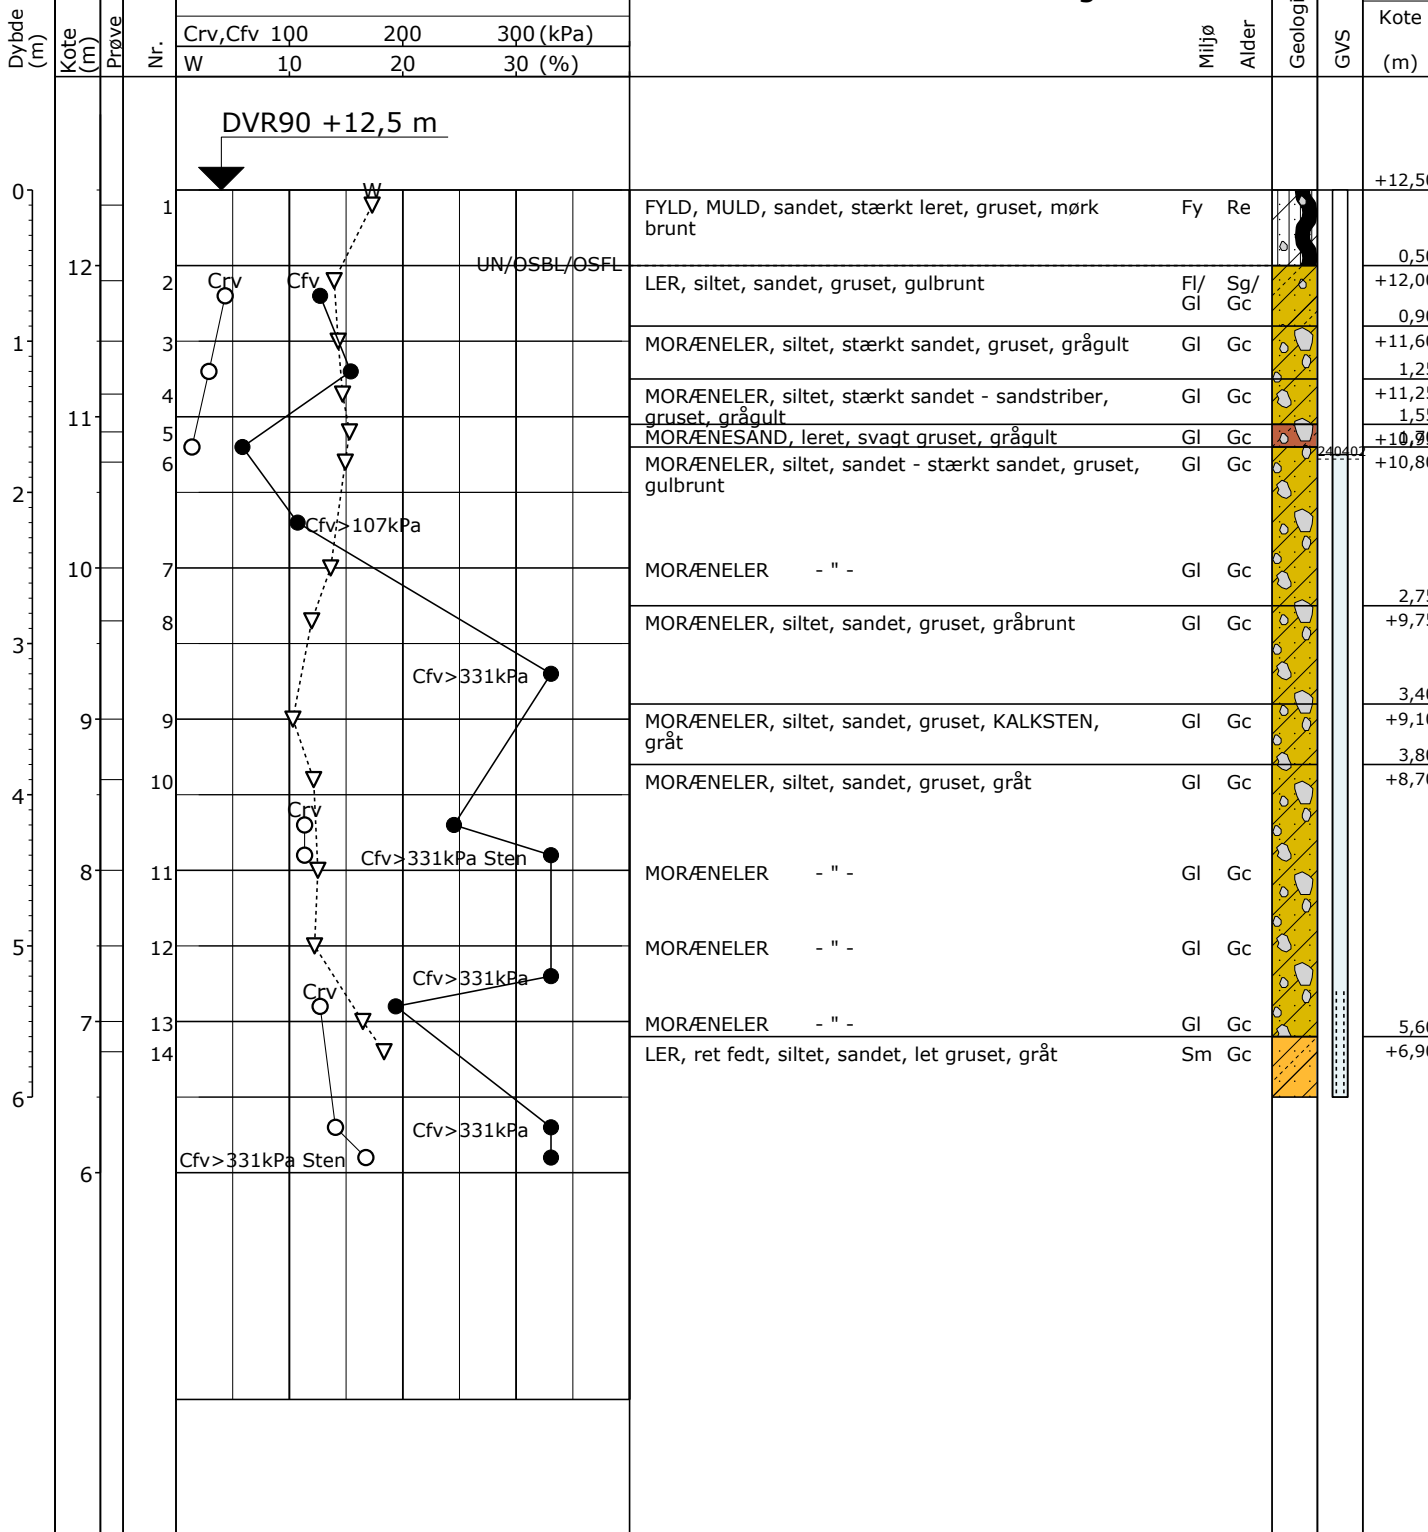 Dybde (m)
Kote (m)
Prøve
Nr.
Crv,Cfv 100 200 300 (kPa)
W 10 20 30 (%)
Miljø
Alder
Geologi
GVS
Kote
(m)
DVR90 +12,5 m
0 W +12,50
1 FYLD, MULD, sandet, stærkt leret, gruset, mørk Fy Re
brunt
12 UN/OSBL/OSFL 0,50
2 Crv Cfv LER, siltet, sandet, gruset, gulbrunt Fl/ Sg/ +12,00
Gl Gc
0,90
1 3 MORÆNELER, siltet, stærkt sandet, gruset, grågult Gl Gc +11,60
1,25
4 MORÆNELER, siltet, stærkt sandet - sandstriber, Gl Gc +11,25
11 gruset, grågult 1,55
5 MORÆNESAND, leret, svagt gruset, grågult Gl Gc
240402
6 MORÆNELER, siltet, sandet - stærkt sandet, gruset, Gl Gc +10,80
gulbrunt
2
Cfv>107kPa
10 7 MORÆNELER - " - Gl Gc
2,75
8 MORÆNELER, siltet, sandet, gruset, gråbrunt Gl Gc +9,75
3
Cfv>331kPa
3,40
9 9 MORÆNELER, siltet, sandet, gruset, KALKSTEN, Gl Gc +9,10
gråt
3,80
10 MORÆNELER, siltet, sandet, gruset, gråt Gl Gc +8,70
4
Crv
Cfv>331kPa Sten
8 11 MORÆNELER - " - Gl Gc
5 12 MORÆNELER - " - Gl Gc
Cfv>331kPa
Crv
7 13 MORÆNELER - " - Gl Gc 5,60
14 LER, ret fedt, siltet, sandet, let gruset, gråt Sm Gc +6,90
6
Cfv>331kPa
Cfv>331kPa Sten
6